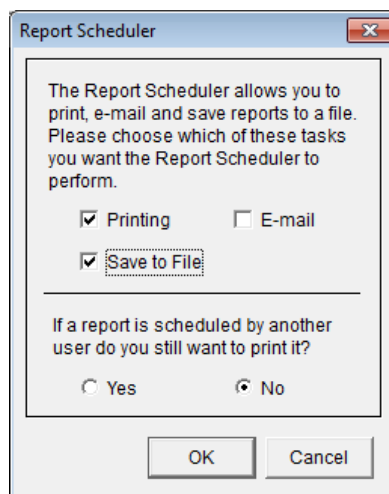 Report Scheduler
The Report Scheduler allows you to
print, e-mail and save reports to a file.
Please choose which of these tasks
you want the Report Scheduler to
perform.
Printing E-mail
Save to File
If a report is scheduled by another
user do you still want to print it?
Yes No
OK Cancel